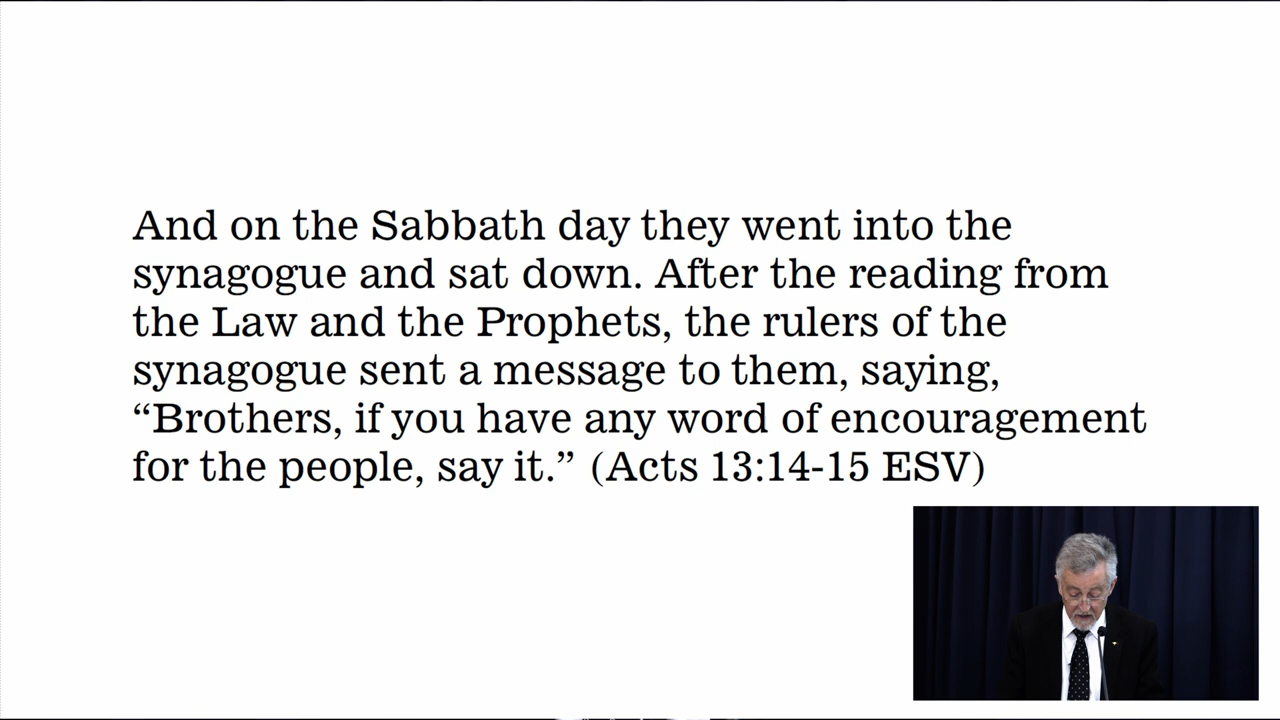 And on the Sabbath day they went into the
synagogue and sat down. After the reading from
the Law and the Prophets, the rulers of the
synagogue sent a message to them, saying,
“Brothers, if you have any word of encouragement
for the people, say it.” (Acts 13:14-15 ESV)